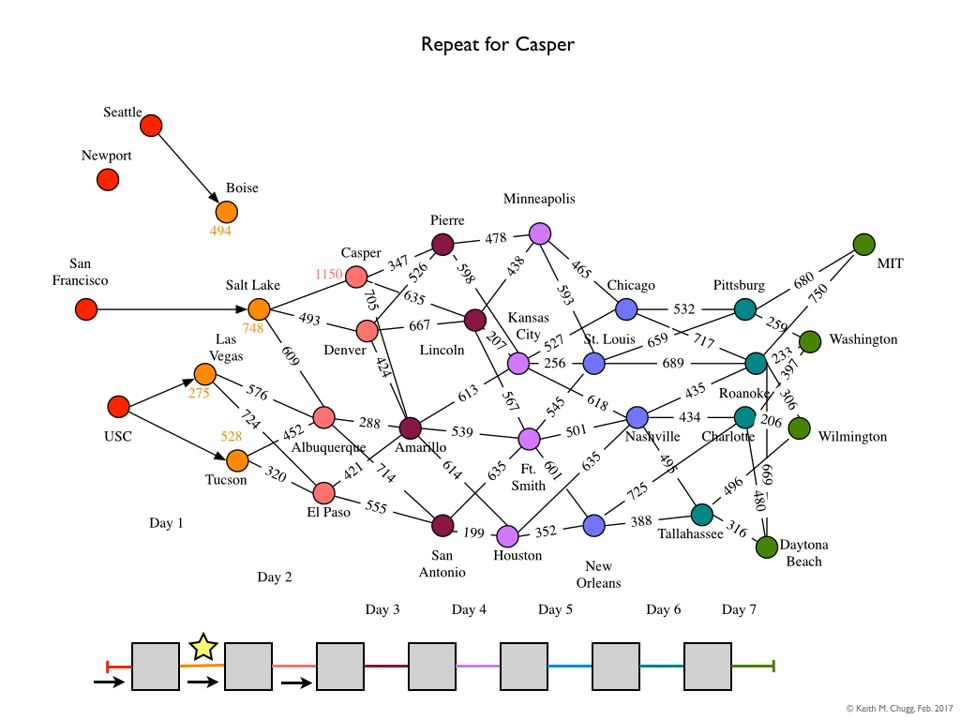 Repeat for Casper
Seattle
Newport
Boise
494
Minneapolis
Pierre
478
San
Francisco
Casper
1150
347
526
598
438
465
MIT
680
Salt Lake
748
493
705
635
593
Chicago
532
Pittsburg
750
259
Las
Vegas
275
609
Denver
667
Lincoln
207
Kansas
City
527
St. Louis
659
717
Washington
233
424
256
689
397
576
724
613
567
545
618
435
Roanoke
306
USC
528
452
Albuquerque
288
Amarillo
539
501
Nashville
434
Charlotte
206
Wilmington
Tucson
320
421
714
614
635
Ft.
Smith
601
635
495
496
669
480
El Paso
555
725
Day 1
199
352
388
Tallahassee
316
San
Antonio
Houston
New
Orleans
Daytona
Beach
Day 2
Day 3
Day 4
Day 5
Day 6
Day 7
© Keith M. Chugg, Feb. 2017